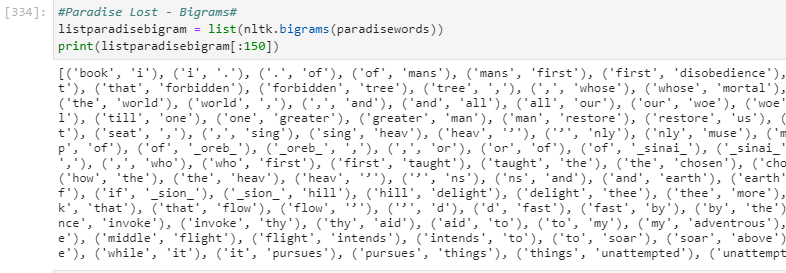 [334]: #Paradise Lost - Bigrams#
listparadisebigram = list(nltk.bigrams(paradisewords))
print(listparadisebigram[:150])
[('book', 'i'), ('i', '.'), ('.', 'of'), ('of', 'mans'), ('mans', 'first'), ('first', 'disobedience'),
t'), ('that', 'forbidden'), ('forbidden', 'tree'), ('tree', ','), (',', 'whose'), ('whose', 'mortal'),
('the', 'world'), ('world', ','), (',', 'and'), ('and', 'all'), ('all', 'our'), ('our', 'woe'), ('woe'
l'), ('till', 'one'), ('one', 'greater'), ('greater', 'man'), ('man', 'restore'), ('restore', 'us'), (
t'), ('seat', ','), (',', 'sing'), ('sing', 'heav'), ('heav', '’'), ('’', 'nly'), ('nly', 'muse'), ('m
p', 'of'), ('of', '_oreb_'), ('_oreb_', ','), (',', 'or'), ('or', 'of'), ('of', '_sinai_'), ('_sinai_'
','), (',', 'who'), ('who', 'first'), ('first', 'taught'), ('taught', 'the'), ('the', 'chosen'), ('cho
('how', 'the'), ('the', 'heav'), ('heav', '’'), ('’', 'ns'), ('ns', 'and'), ('and', 'earth'), ('earth'
f'), ('if', '_sion_'), ('_sion_', 'hill'), ('hill', 'delight'), ('delight', 'thee'), ('thee', 'more'),
k', 'that'), ('that', 'flow'), ('flow', '’'), ('’', 'd'), ('d', 'fast'), ('fast', 'by'), ('by', 'the')
nce', 'invoke'), ('invoke', 'thy'), ('thy', 'aid'), ('aid', 'to'), ('to', 'my'), ('my', 'adventrous'),
e'), ('middle', 'flight'), ('flight', 'intends'), ('intends', 'to'), ('to', 'soar'), ('soar', 'above')
e'), ('while', 'it'), ('it', 'pursues'), ('pursues', 'things'), ('things', 'unattempted'), ('unattempt